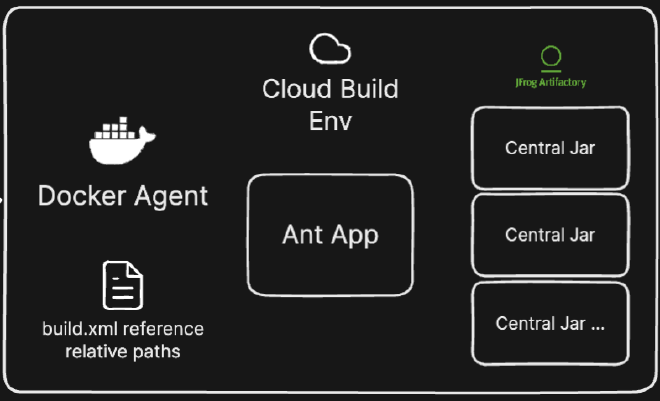 Cloud Build
Env
JFrog Artifactory
Docker Agent
Ant App
Central Jar
Central Jar
Central Jar ...
build.xml reference
relative paths